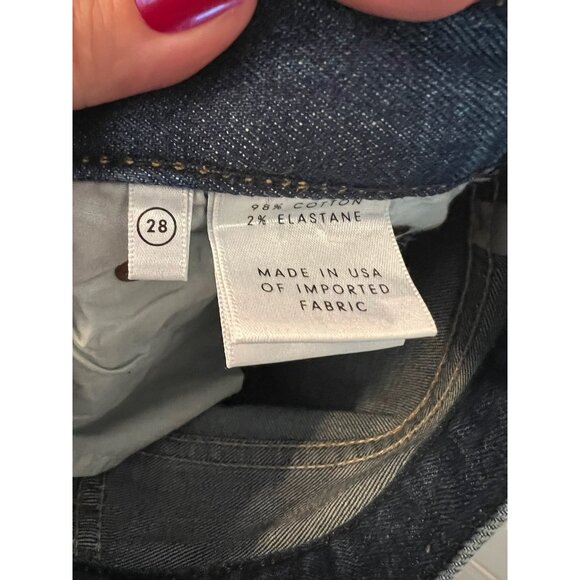 28
98% COTTON
2% ELASTANE
MADE IN USA
OF IMPORTED
FABRIC